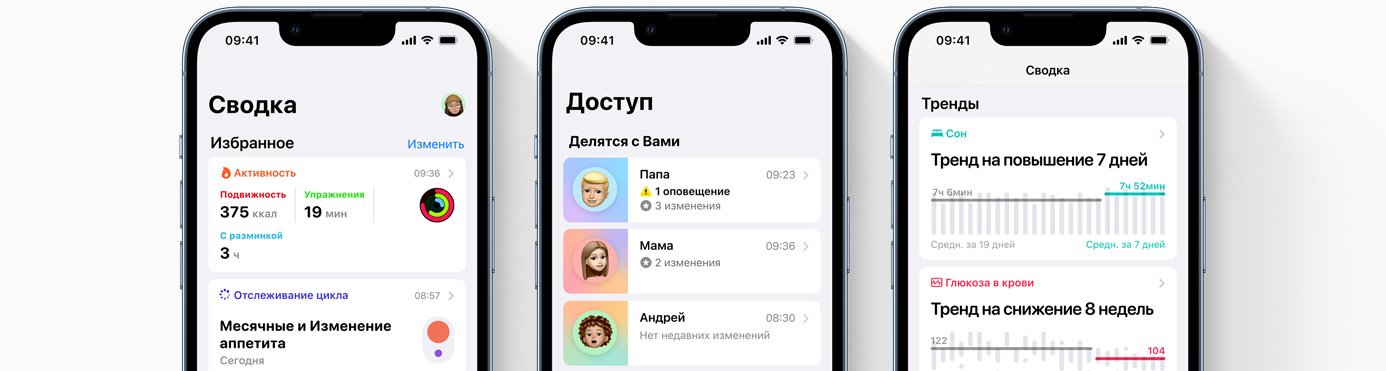 09:41
Сводка
Избранное
Изменить
Активность
09:36
Подвижность
Упражнения
375 ккал
19 мин
С разминкой
3 ч
Отслеживание цикла
08:57
Месячные и Изменение
аппетита
Сегодня
09:41
Доступ
Делятся с Вами
Папа
09:23
1 оповещение
3 изменения
Мама
09:36
2 изменения
Андрей
08:30
Нет недавних изменений
09:41
Сводка
Тренды
Сон
Тренд на повышение 7 дней
7ч 6мин
7ч 52мин
Средн. за 19 дней
Средн. за 7 дней
Глюкоза в крови
Тренд на снижение 8 недель
122
104